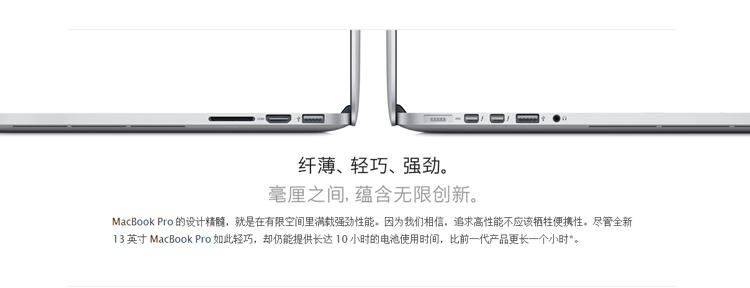 纤薄、轻巧、强劲。
毫厘之间, 蕴含无限创新。
MacBook Pro 的设计精髓，就是在有限空间里满载强劲性能。因为我们相信，追求高性能不应该牺牲便携性。尽管全新
13 英寸 MacBook Pro 如此轻巧，却仍能提供长达 10 小时的电池使用时间，比前一代产品更长一个小时*。